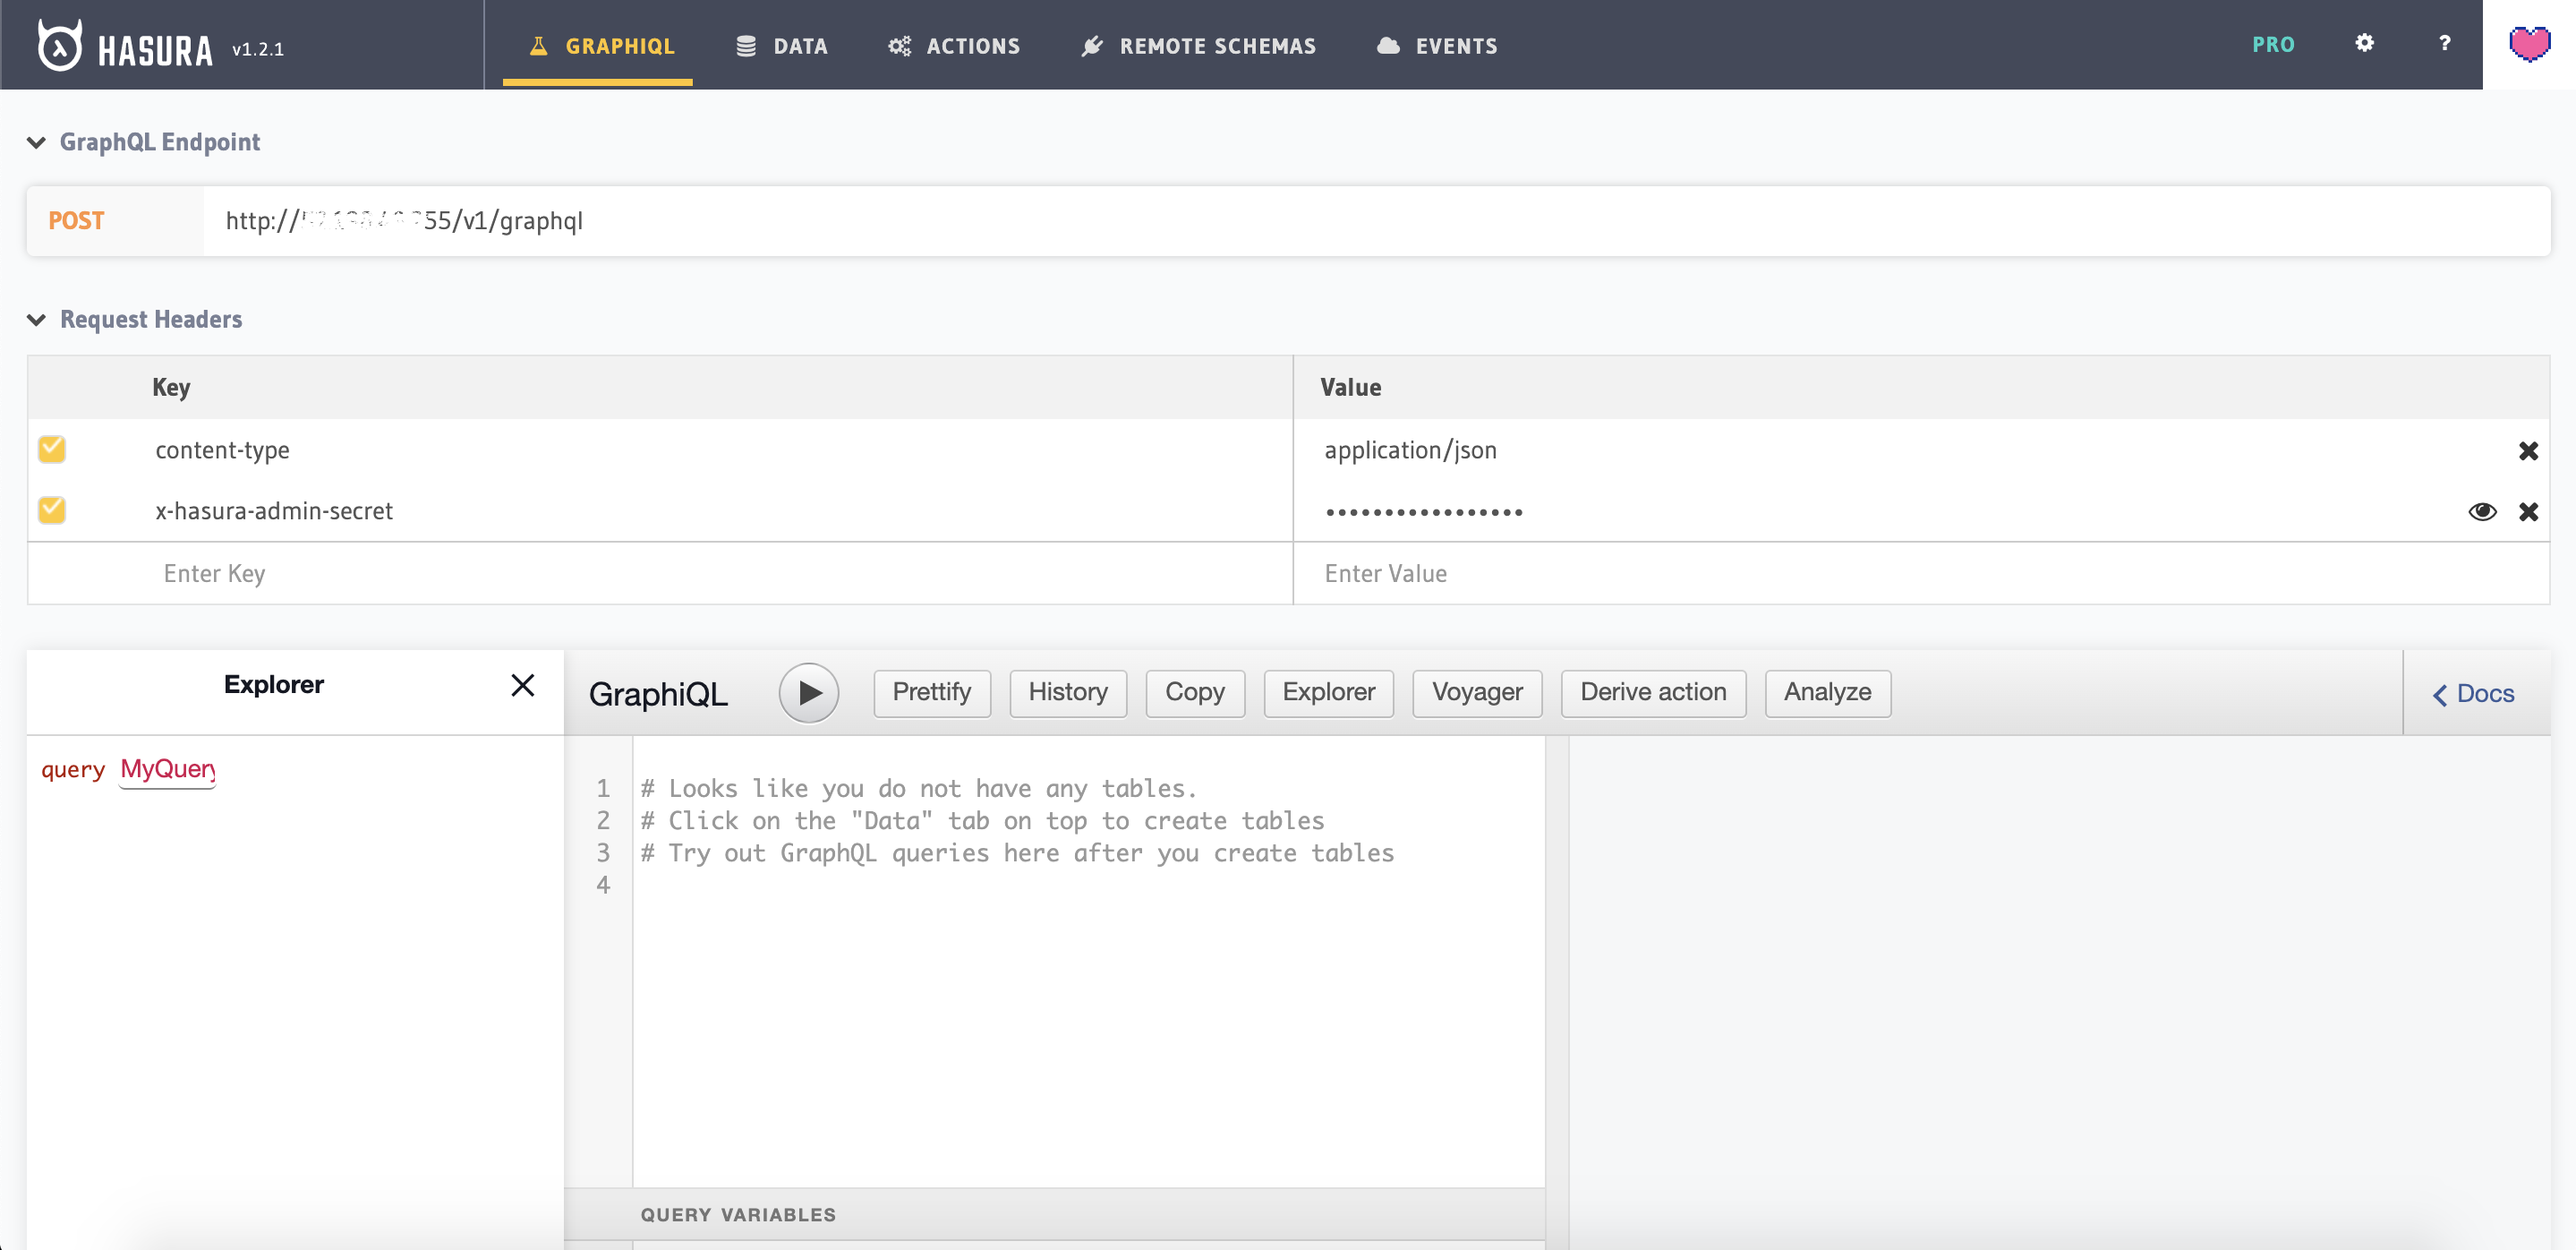 HASURA v1.2.1 GRAPHIQL DATA ACTIONS REMOTE SCHEMAS EVENTS PRO ?
GraphQL Endpoint
POST http:// 55/v1/graphql
Request Headers
Key Value
content-type application/json
x-hasura-admin-secret •••••••••••••••••
Enter Key Enter Value
Explorer
GraphiQL Prettify History Copy Explorer Voyager Derive action Analyze Docs
query MyQuery
1 # Looks like you do not have any tables.
2 # Click on the "Data" tab on top to create tables
3 # Try out GraphQL queries here after you create tables
4
QUERY VARIABLES